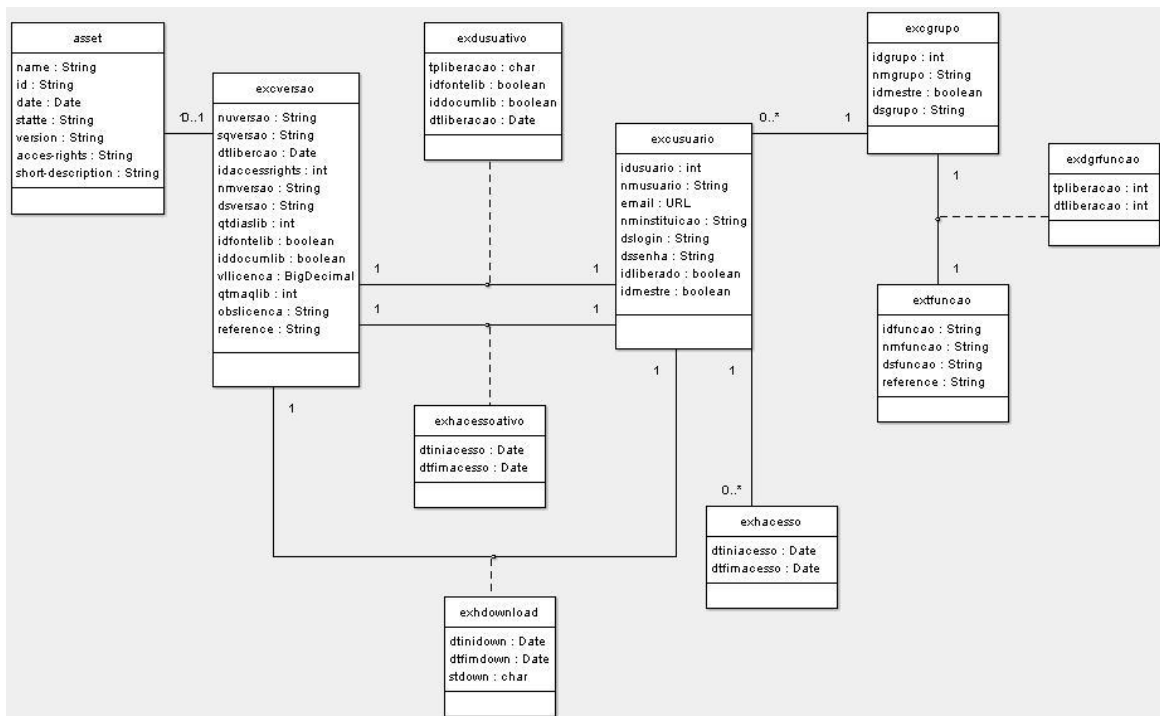 asset
name : String
id : String
date : Date
statte : String
version : String
acces-rights : String
short-description : String
0..1
excversao
nuversao : String
sqversao : String
dtlibercao : Date
idaccessrights : int
nmversao : String
dsversao : String
qtdiaslib : int
idfontelib : boolean
iddocumlib : boolean
vllicenca : BigDecimal
qtmaqlib : int
obslicenca : String
reference : String
exdusuativo
tpliberacao : char
idfontelib : boolean
iddocumlib : boolean
dtliberacao : Date
1
1
1
1
1
excusuario
idusuario : int
nmusuario : String
email : URL
nminstituicao : String
dslogin : String
dssenha : String
idliberado : boolean
idmestre : boolean
0..*
1
excgrupo
idgrupo : int
nmgrupo : String
idmestre : boolean
dsgrupo : String
1
1
exdgrfuncao
tpliberacao : int
dtliberacao : int
extfuncao
idfuncao : String
nmfuncao : String
dsfuncao : String
reference : String
exhacessoativo
dtiniacesso : Date
dtfimacesso : Date
1
1
0..*
exhacesso
dtiniacesso : Date
dtfimacesso : Date
exhdownload
dtinidown : Date
dtfimdown : Date
stdown : char